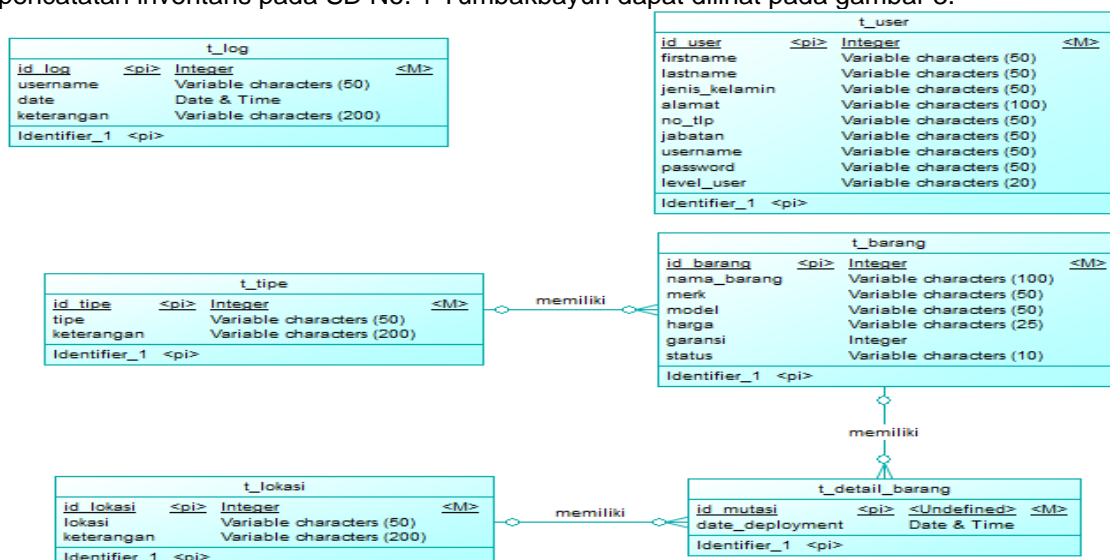 pencatatan inventaris pada SD No. 1 Tumbakbayuh dapat dilihat pada gambar 3.
t_log
id_log <pi> Integer <M>
username Variable characters (50)
date Date & Time
keterangan Variable characters (200)
Identifier_1 <pi>
t_user
id_user <pi> Integer <M>
firstname Variable characters (50)
lastname Variable characters (50)
jenis_kelamin Variable characters (50)
alamat Variable characters (100)
no_tlp Variable characters (50)
jabatan Variable characters (50)
username Variable characters (50)
password Variable characters (50)
level_user Variable characters (20)
Identifier_1 <pi>
t_tipe
id_tipe <pi> Integer <M>
tipe Variable characters (50)
keterangan Variable characters (200)
Identifier_1 <pi>
memiliki
t_barang
id_barang <pi> Integer <M>
nama_barang Variable characters (100)
merk Variable characters (50)
model Variable characters (50)
harga Variable characters (25)
garansi Integer
status Variable characters (10)
Identifier_1 <pi>
memiliki
t_lokasi
id_lokasi <pi> Integer <M>
lokasi Variable characters (50)
keterangan Variable characters (200)
Identifier_1 <pi>
memiliki
t_detail_barang
id_mutasi <pi> <Undefined> <M>
date_deployment Date & Time
Identifier_1 <pi>